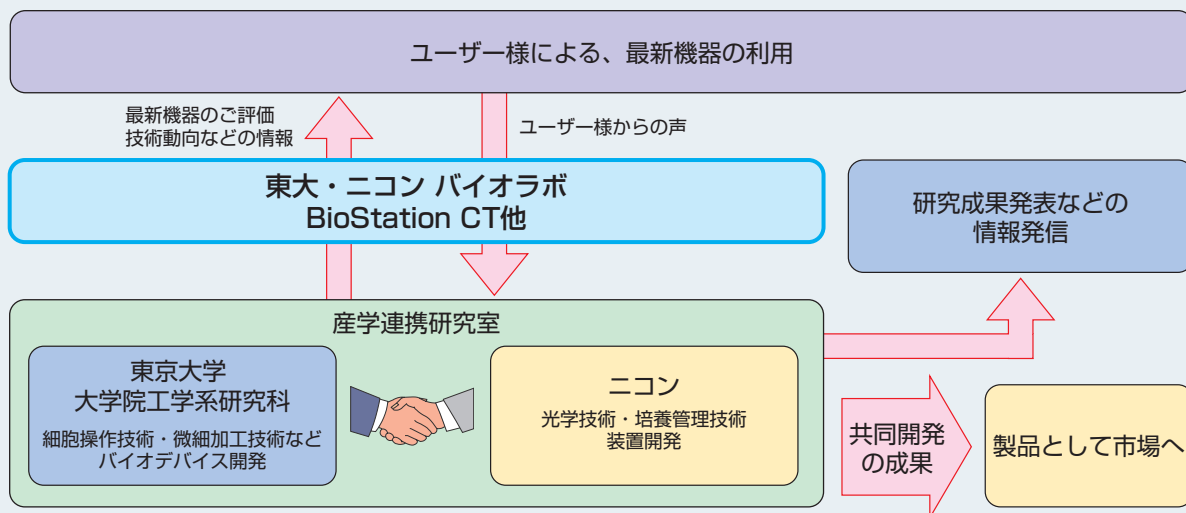 ユーザー様による、最新機器の利用
最新機器のご評価
技術動向などの情報
ユーザー様からの声
東大・ニコン バイオラボ
BioStation CT他
研究成果発表などの
情報発信
産学連携研究室
東京大学
大学院工学系研究科
細胞操作技術・微細加工技術など
バイオデバイス開発
ニコン
光学技術・培養管理技術
装置開発
共同開発
の成果
製品として市場へ